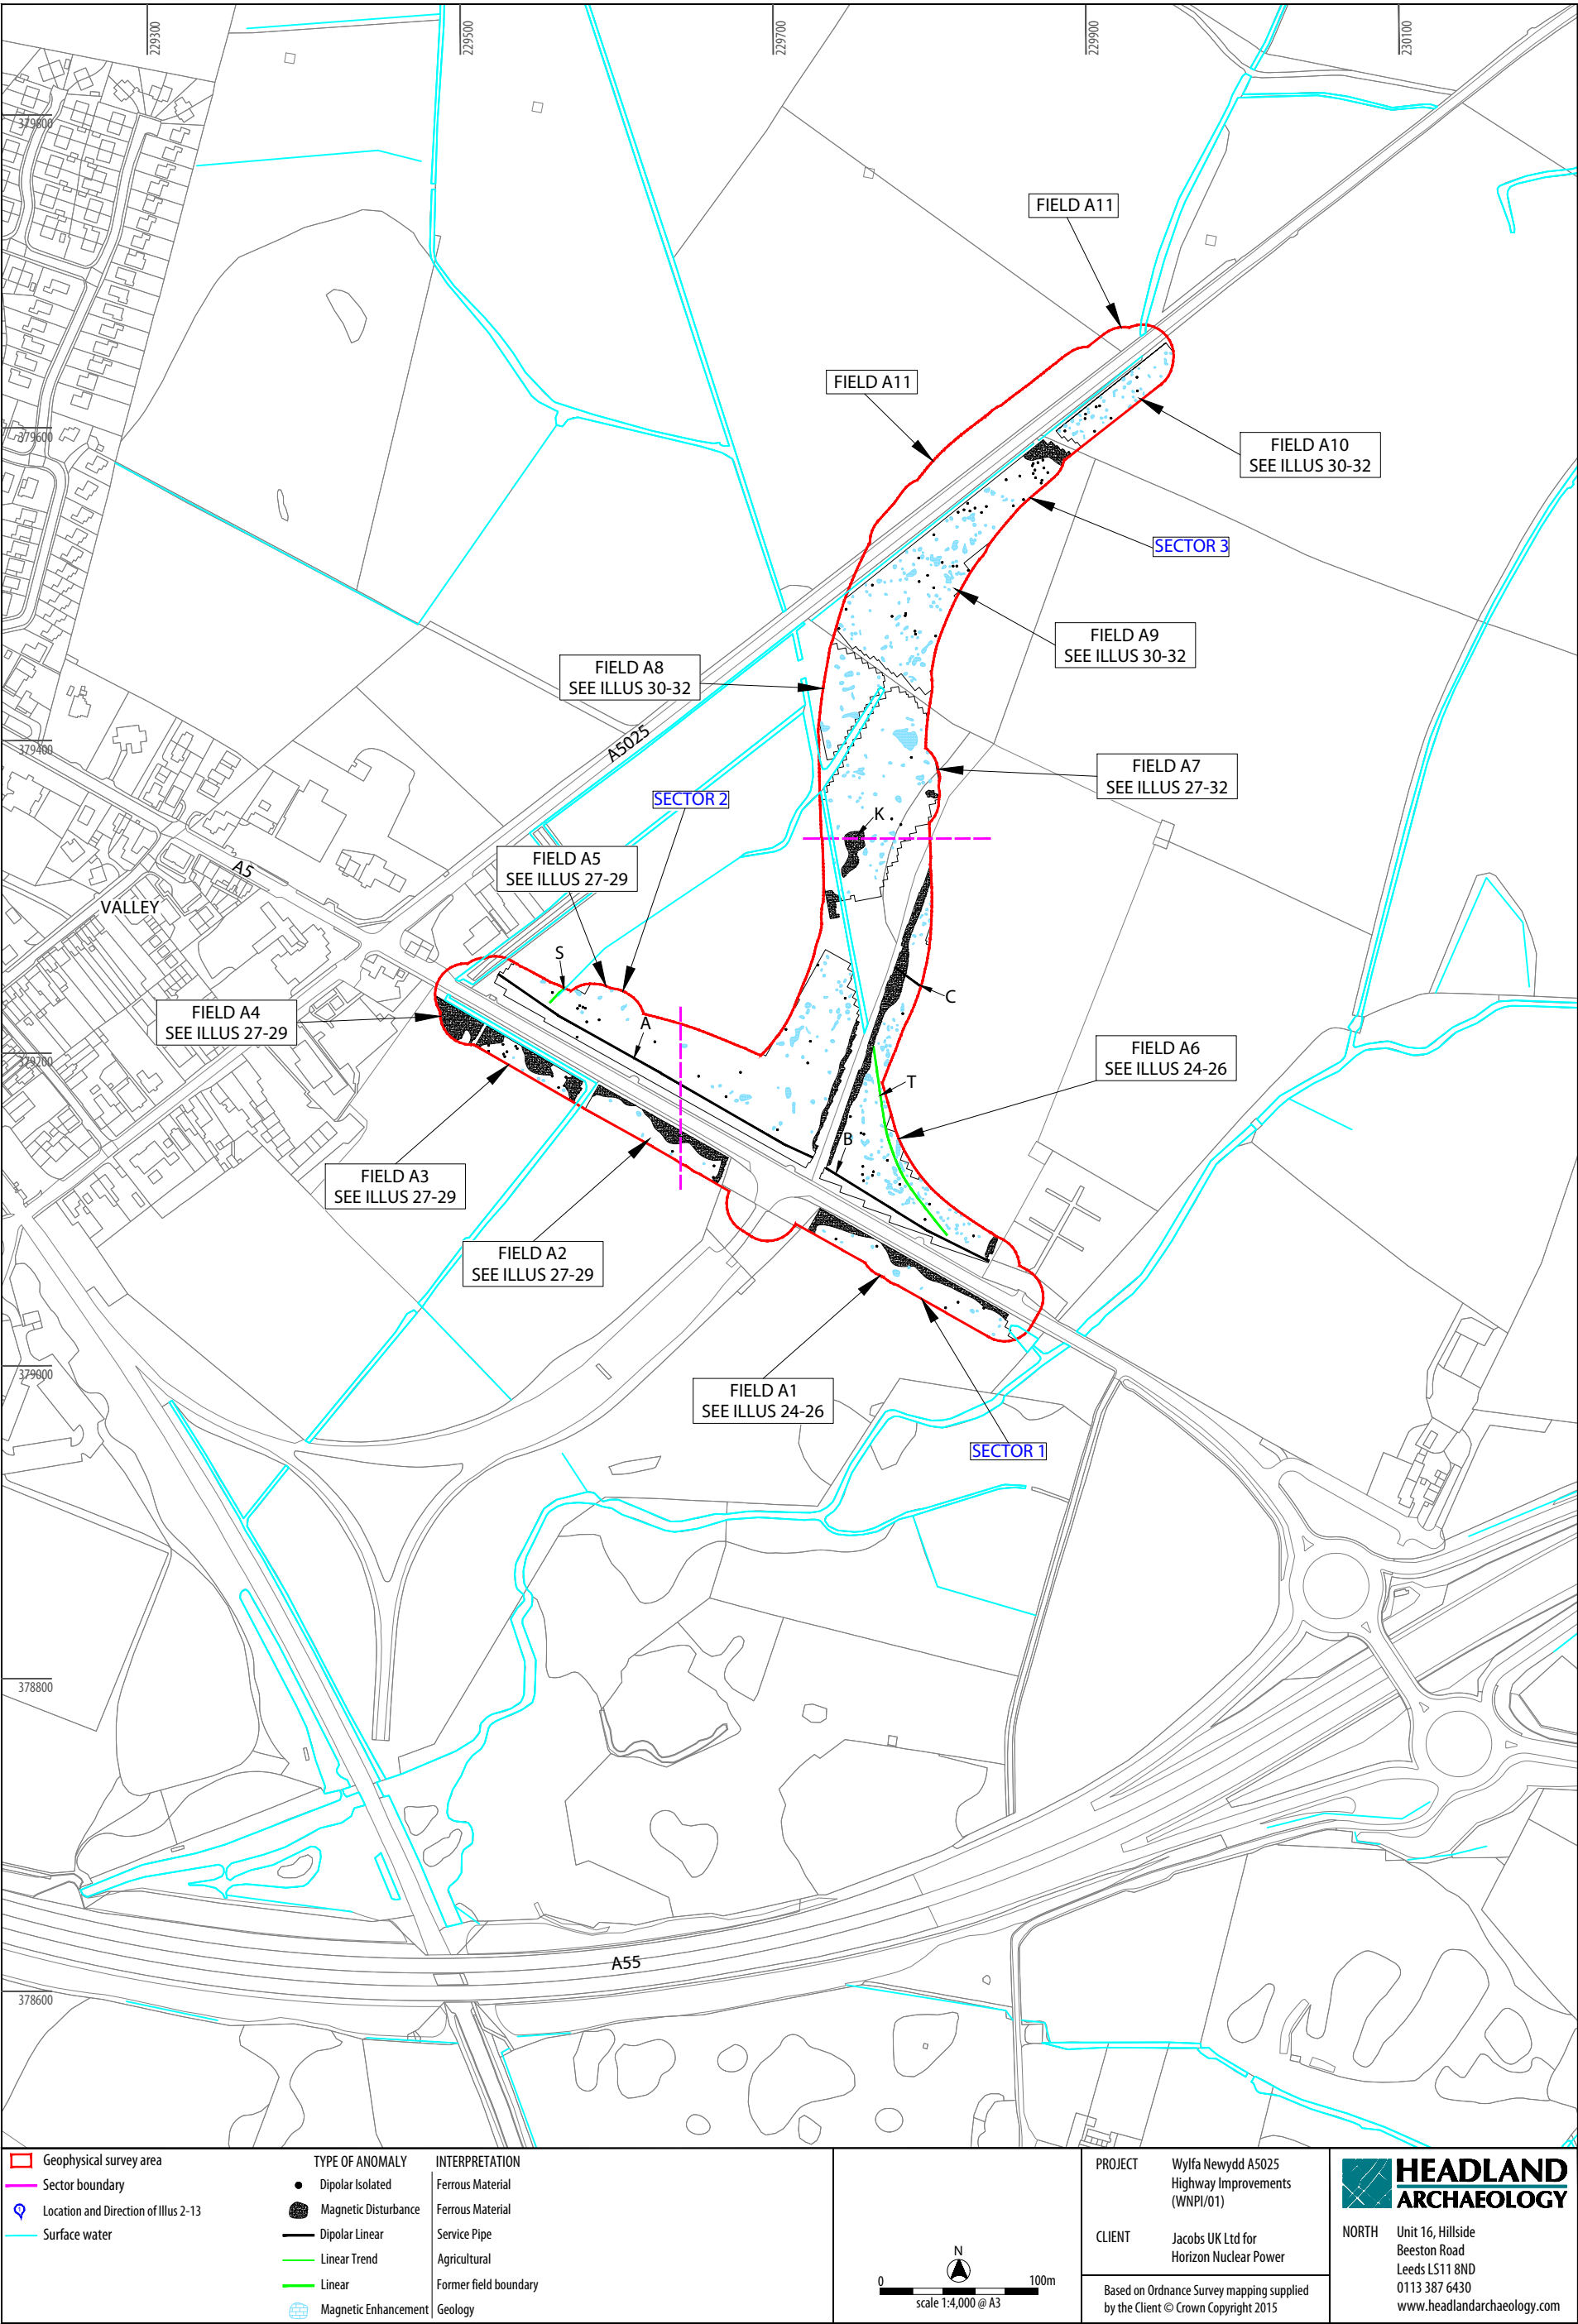 229300
229500
229700
229900
230100
379800
FIELD A11
FIELD A11
379600
FIELD A10
SEE ILLUS 30-32
SECTOR 3
FIELD A9
SEE ILLUS 30-32
FIELD A8
SEE ILLUS 30-32
A5025
379400
FIELD A7
SEE ILLUS 27-32
SECTOR 2
K
FIELD A5
SEE ILLUS 27-29
A5
VALLEY
S
C
FIELD A4
SEE ILLUS 27-29
A
379200
FIELD A6
SEE ILLUS 24-26
T
B
FIELD A3
SEE ILLUS 27-29
FIELD A2
SEE ILLUS 27-29
379000
FIELD A1
SEE ILLUS 24-26
SECTOR 1
378800
A55
378600
Geophysical survey area
Sector boundary
Location and Direction of Illus 2-13
Surface water
TYPE OF ANOMALY INTERPRETATION
Dipolar Isolated Ferrous Material
Magnetic Disturbance Ferrous Material
Dipolar Linear Service Pipe
Linear Trend Agricultural
Linear Former field boundary
Magnetic Enhancement Geology
N
0 100m
scale 1:4,000 @ A3
PROJECT Wylfa Newydd A5025
Highway Improvements
(WNPI/01)
CLIENT Jacobs UK Ltd for
Horizon Nuclear Power
Based on Ordnance Survey mapping supplied
by the Client © Crown Copyright 2015
HEADLAND
ARCHAEOLOGY
NORTH Unit 16, Hillside
Beeston Road
Leeds LS11 8ND
0113 387 6430
www.headlandarchaeology.com